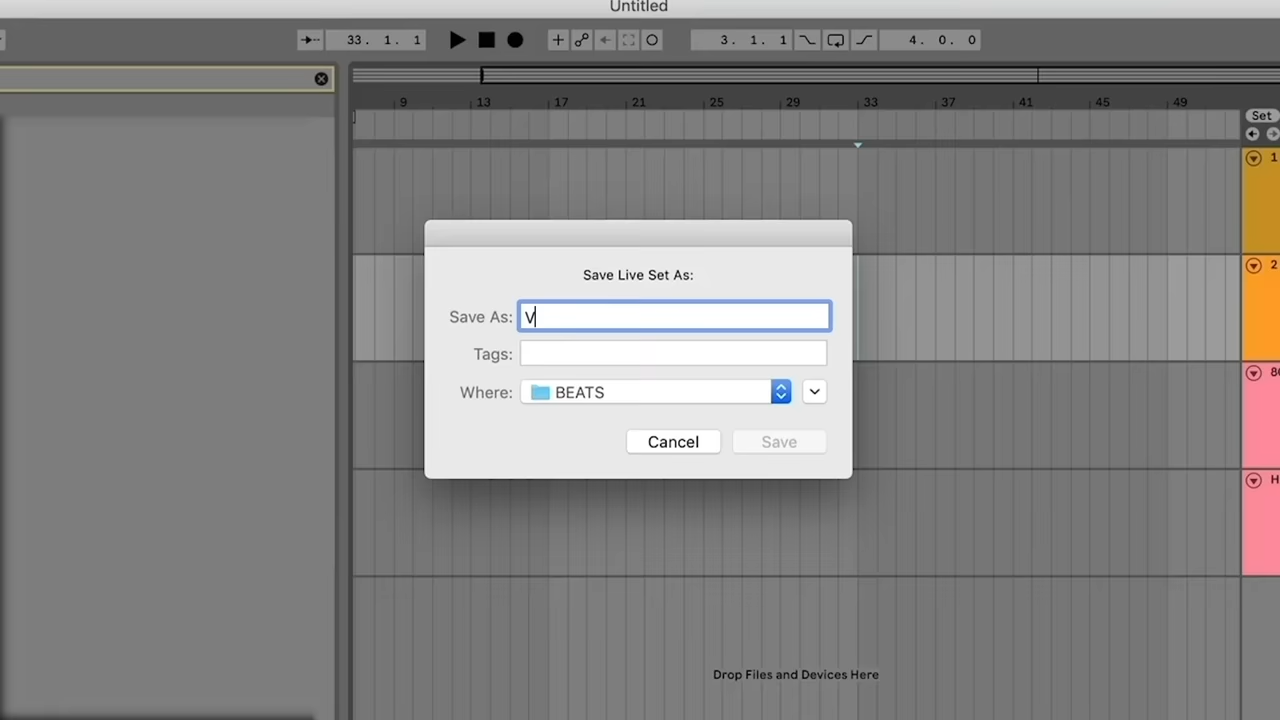 Untitled
33. 1. 1
3. 1. 1
4. 0. 0
9 13 17 21 25 29 33 37 41 45 49
Set
1
2
Save Live Set As:
Save As: V
Tags:
Where: BEATS
Cancel Save
8
H
Drop Files and Devices Here